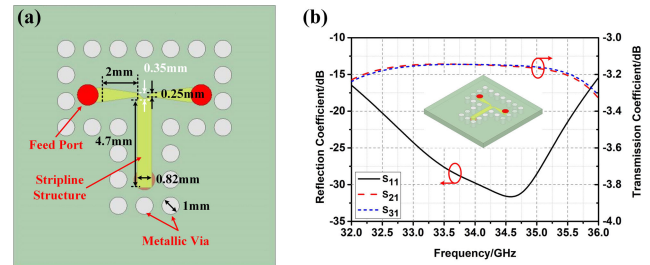 (a)
0.35mm
2mm
0.25mm
Feed Port
4.7mm
Stripline
Structure
0.82mm
1mm
Metallic Via
(b)
Reflection Coefficient/dB
-10
-15
-20
-25
-30
-35
S11
S21
S31
32.0 32.5 33.0 33.5 34.0 34.5 35.0 35.5 36.0
Frequency/GHz
-3.0
-3.2
-3.4
-3.6
-3.8
-4.0
Transmission Coefficient/dB